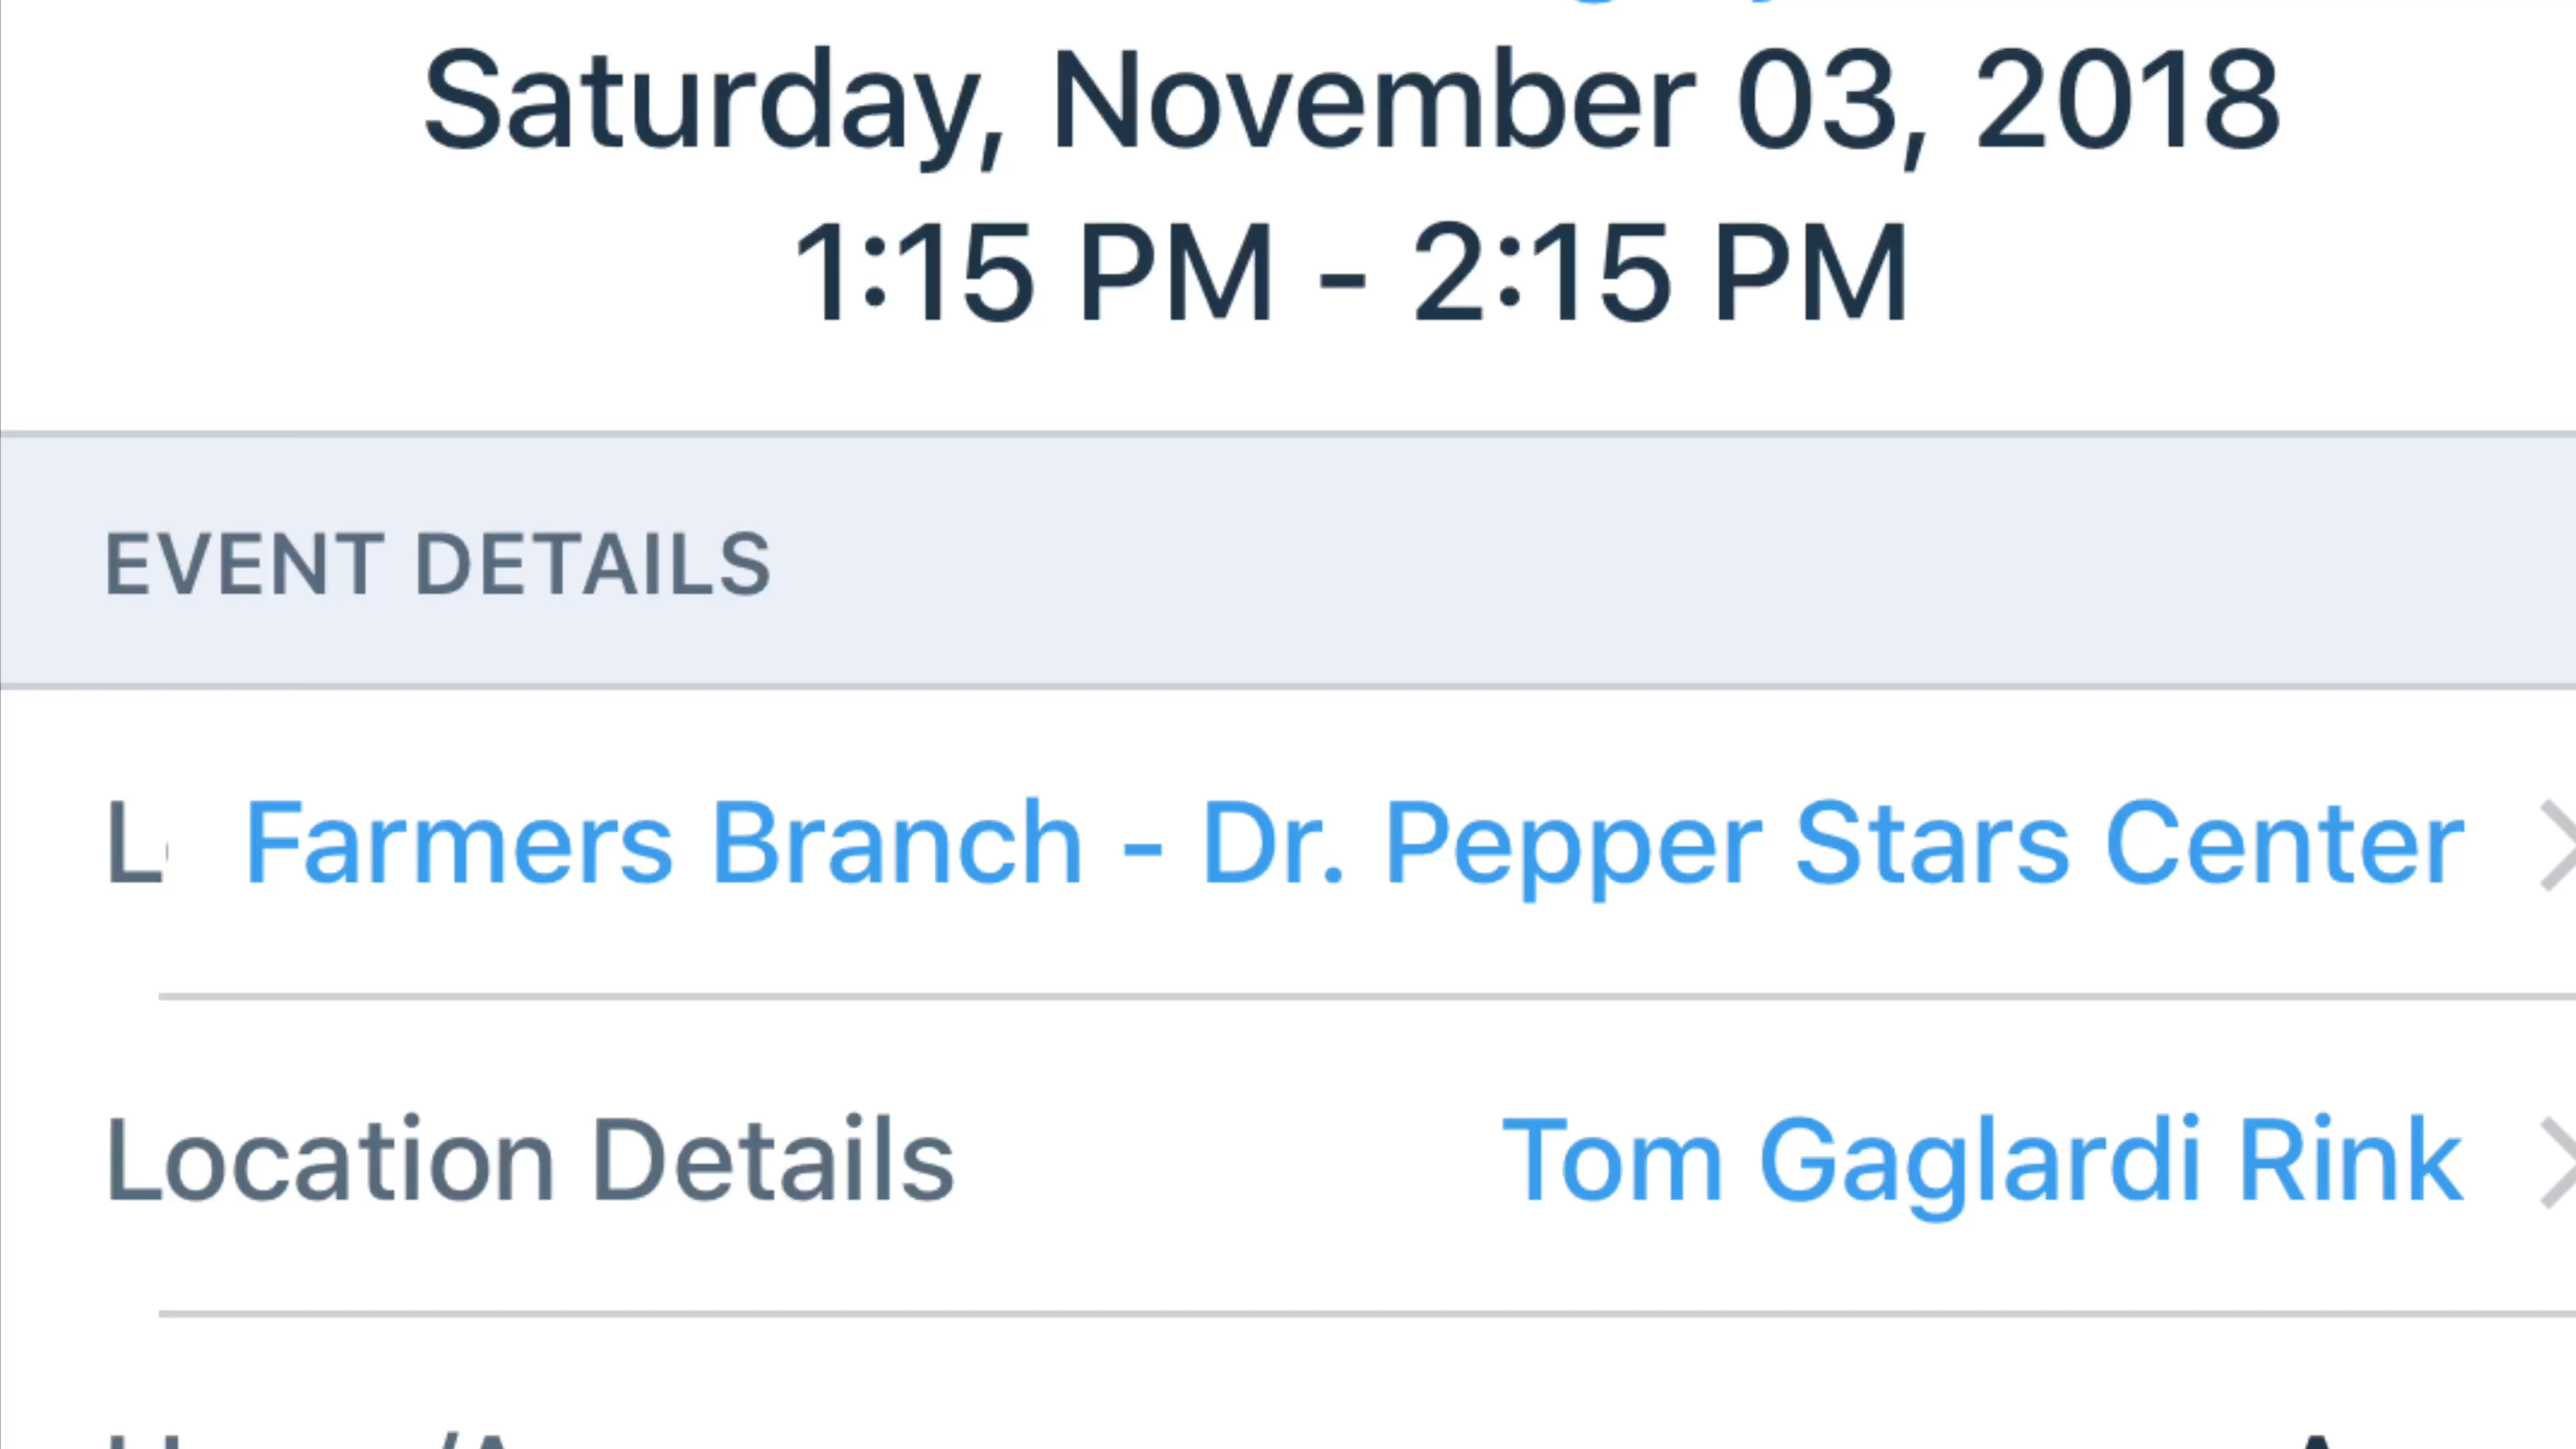 Saturday, November 03, 2018
1:15 PM - 2:15 PM
EVENT DETAILS
L Farmers Branch - Dr. Pepper Stars Center
Location Details Tom Gaglardi Rink